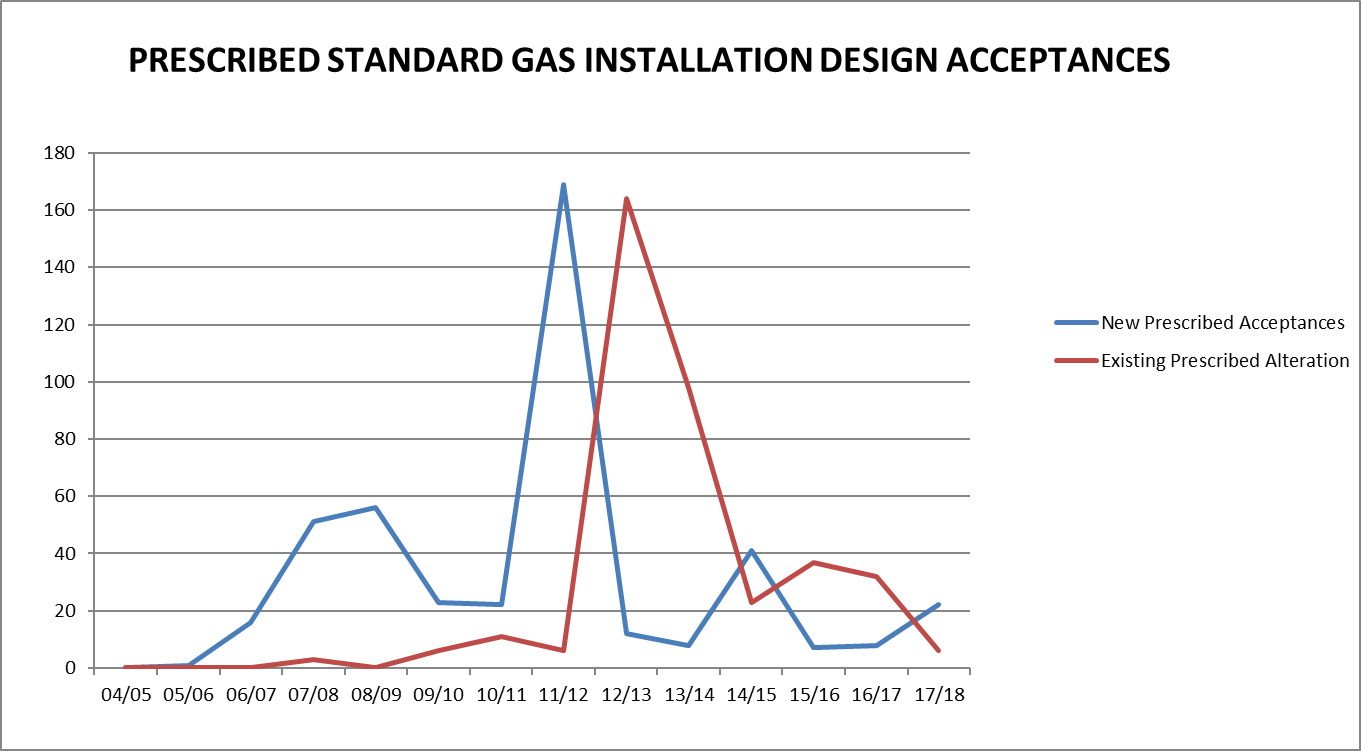 PRESCRIBED STANDARD GAS INSTALLATION DESIGN ACCEPTANCES
180
160
140
120
100
80
60
40
20
0
04/05 05/06 06/07 07/08 08/09 09/10 10/11 11/12 12/13 13/14 14/15 15/16 16/17 17/18
New Prescribed Acceptances
Existing Prescribed Alteration